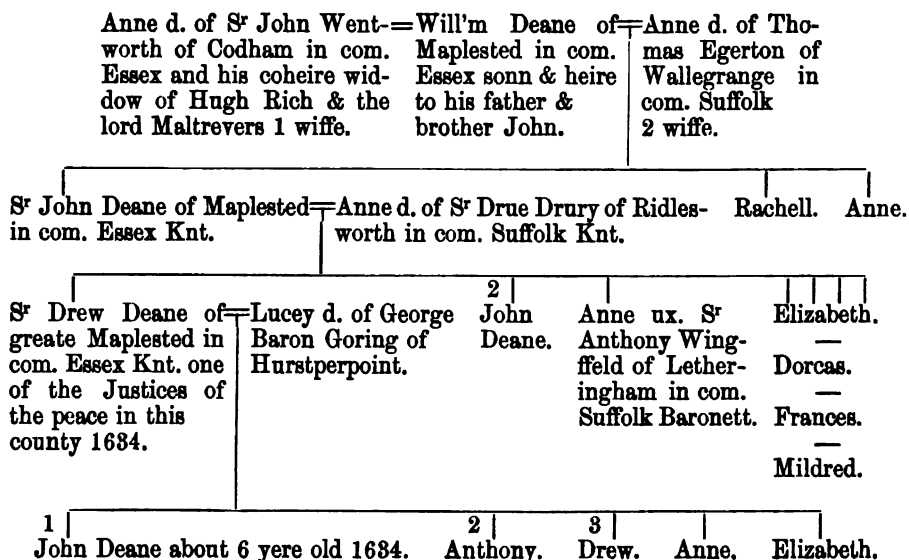 Anne d. of Sʳ John Went-=Will'm Deane of=Anne d. of Tho-
worth of Codham in com. Maplested in com. mas Egerton of
Essex and his coheire wid- Essex sonn & heire Wallegrange in
dow of Hugh Rich & the to his father & com. Suffolk
lord Maltrevers 1 wiffe. brother John. 2 wiffe.
Sʳ John Deane of Maplested=Anne d. of Sʳ Drue Drury of Ridles- Rachell. Anne.
in com. Essex Knt. worth in com. Suffolk Knt.
2
Sʳ Drew Deane of=Lucey d. of George John Anne ux. Sʳ Elizabeth.
greate Maplested in Baron Goring of Deane. Anthony Wing- —
com. Essex Knt. one Hurstperpoint. ffeld of Lether- Dorcas.
of the Justices of ingham in com. —
the peace in this Suffolk Baronett. Frances.
county 1634. —
Mildred.
1 2 3
John Deane about 6 yere old 1634. Anthony. Drew. Anne. Elizabeth.